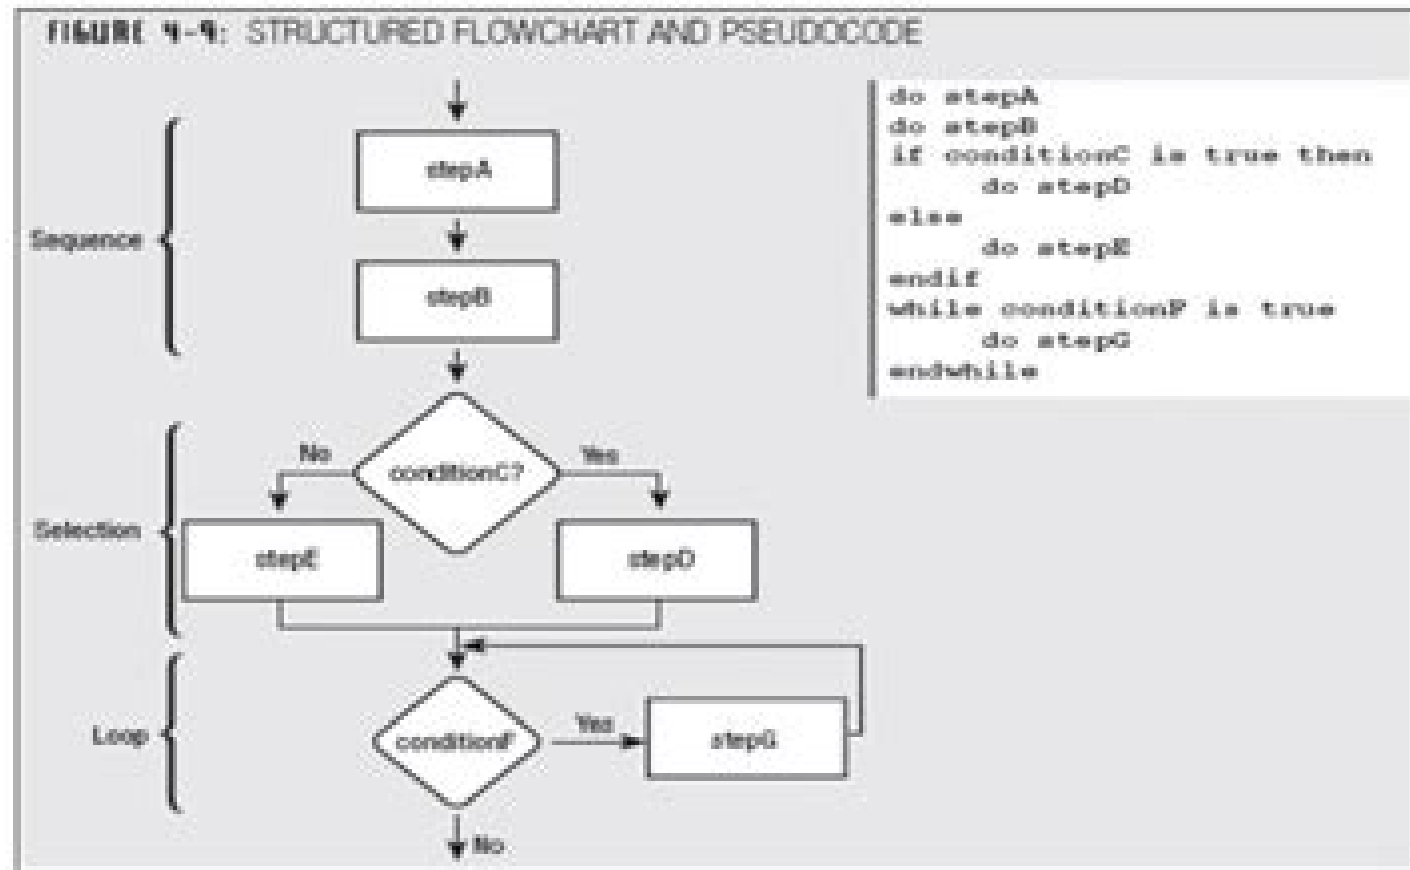 FIGURE 4-9: STRUCTURED FLOWCHART AND PSEUDOCODE
Sequence
stepA
stepB
Selection
No
conditionC?
Yes
stepE
stepD
Loop
conditionF
Yes
stepG
No
do stepA
do stepB
if conditionC is true then
do stepD
else
do stepE
endif
while conditionF is true
do stepG
endwhile